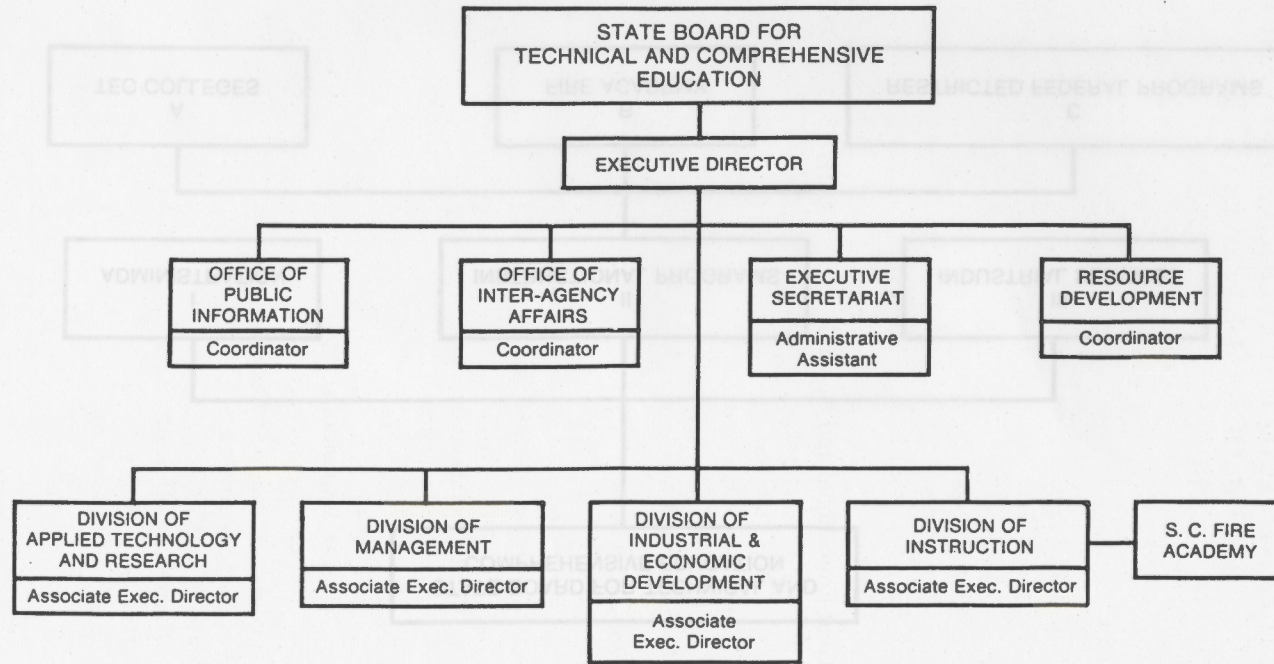 STATE BOARD FOR
TECHNICAL AND COMPREHENSIVE
EDUCATION
EXECUTIVE DIRECTOR
OFFICE OF
PUBLIC
INFORMATION
Coordinator
OFFICE OF
INTER-AGENCY
AFFAIRS
Coordinator
EXECUTIVE
SECRETARIAT
Administrative
Assistant
RESOURCE
DEVELOPMENT
Coordinator
DIVISION OF
APPLIED TECHNOLOGY
AND RESEARCH
Associate Exec. Director
DIVISION OF
MANAGEMENT
Associate Exec. Director
DIVISION OF
INDUSTRIAL &
ECONOMIC
DEVELOPMENT
Associate
Exec. Director
DIVISION OF
INSTRUCTION
Associate Exec. Director
S. C. FIRE
ACADEMY